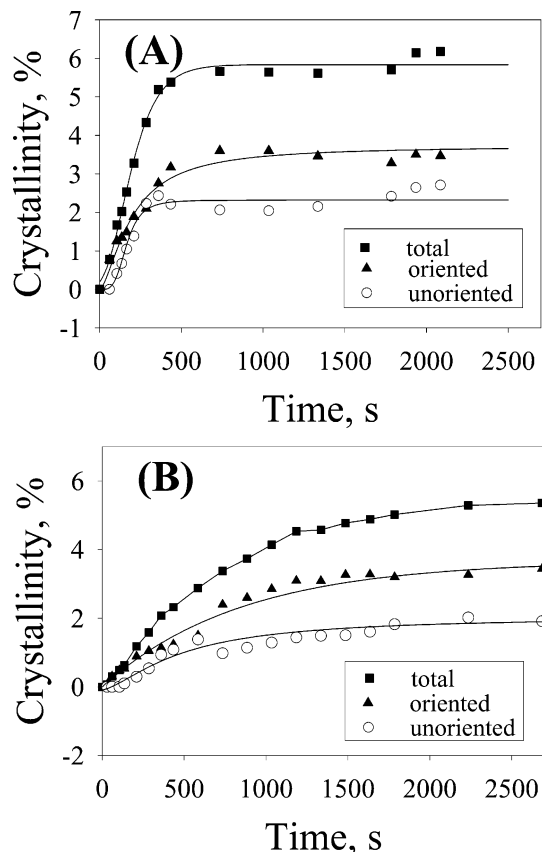 (A)
Crystallinity, %
7
6
5
4
3
2
1
0
-1
total
oriented
unoriented
0 500 1000 1500 2000 2500
Time, s
(B)
Crystallinity, %
6
4
2
0
-2
total
oriented
unoriented
0 500 1000 1500 2000 2500
Time, s